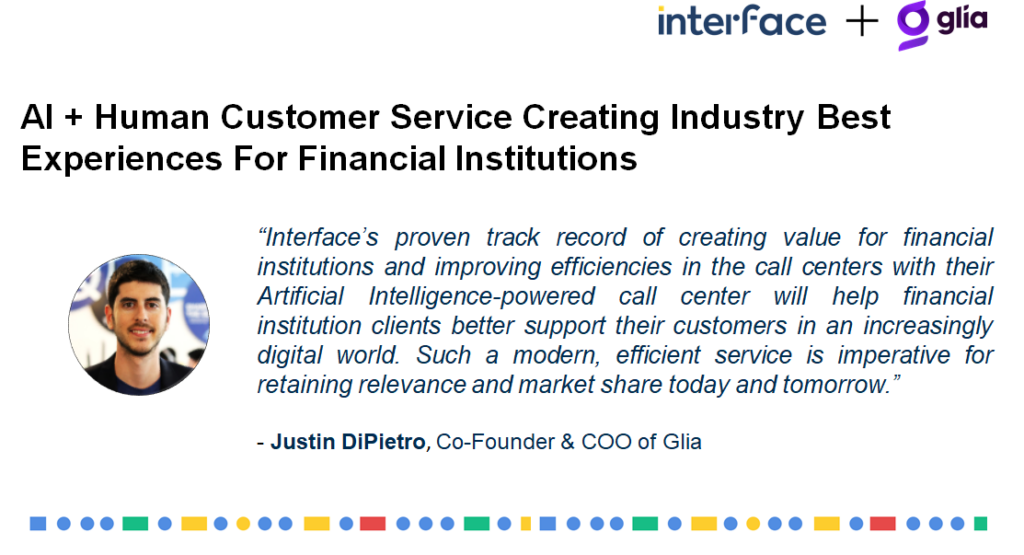 interface + glia
AI + Human Customer Service Creating Industry Best
Experiences For Financial Institutions
“Interface’s proven track record of creating value for financial
institutions and improving efficiencies in the call centers with their
Artificial Intelligence-powered call center will help financial
institution clients better support their customers in an increasingly
digital world. Such a modern, efficient service is imperative for
retaining relevance and market share today and tomorrow.”
- Justin DiPietro, Co-Founder & COO of Glia